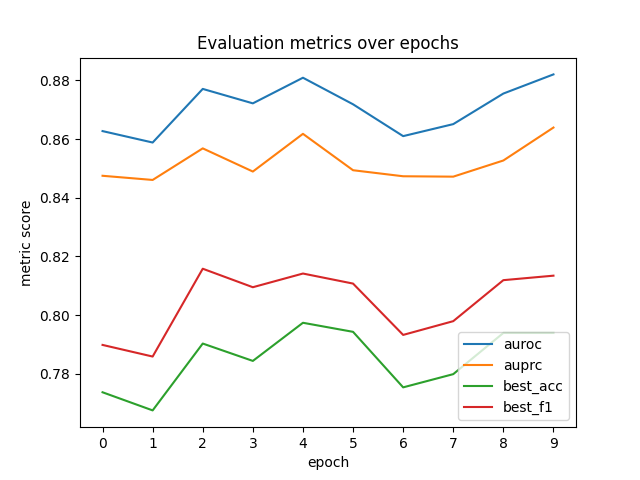 Evaluation metrics over epochs
metric score
0.88
0.86
0.84
0.82
0.80
0.78
auroc
auprc
best_acc
best_f1
0 1 2 3 4 5 6 7 8 9
epoch